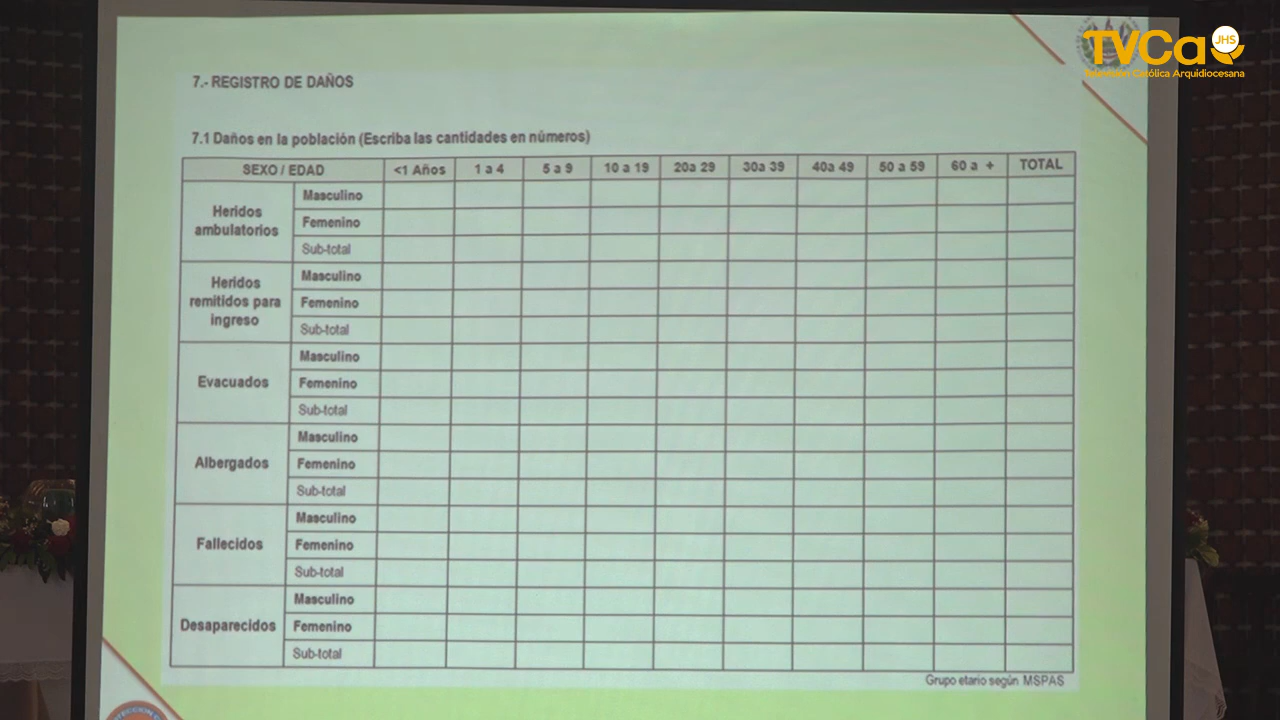 TVCa
JHS
Televisión Católica Arquidiocesana
7.- REGISTRO DE DAÑOS
7.1 Daños en la población (Escriba las cantidades en números)
SEXO / EDAD <1 Años 1 a 4 5 a 9 10 a 19 20a 29 30a 39 40a 49 50 a 59 60 a + TOTAL
Heridos ambulatorios
Masculino
Femenino
Sub-total
Heridos remitidos para ingreso
Masculino
Femenino
Sub-total
Evacuados
Masculino
Femenino
Sub-total
Albergados
Masculino
Femenino
Sub-total
Fallecidos
Masculino
Femenino
Sub-total
Desaparecidos
Masculino
Femenino
Sub-total
Grupo etario según MSPAS